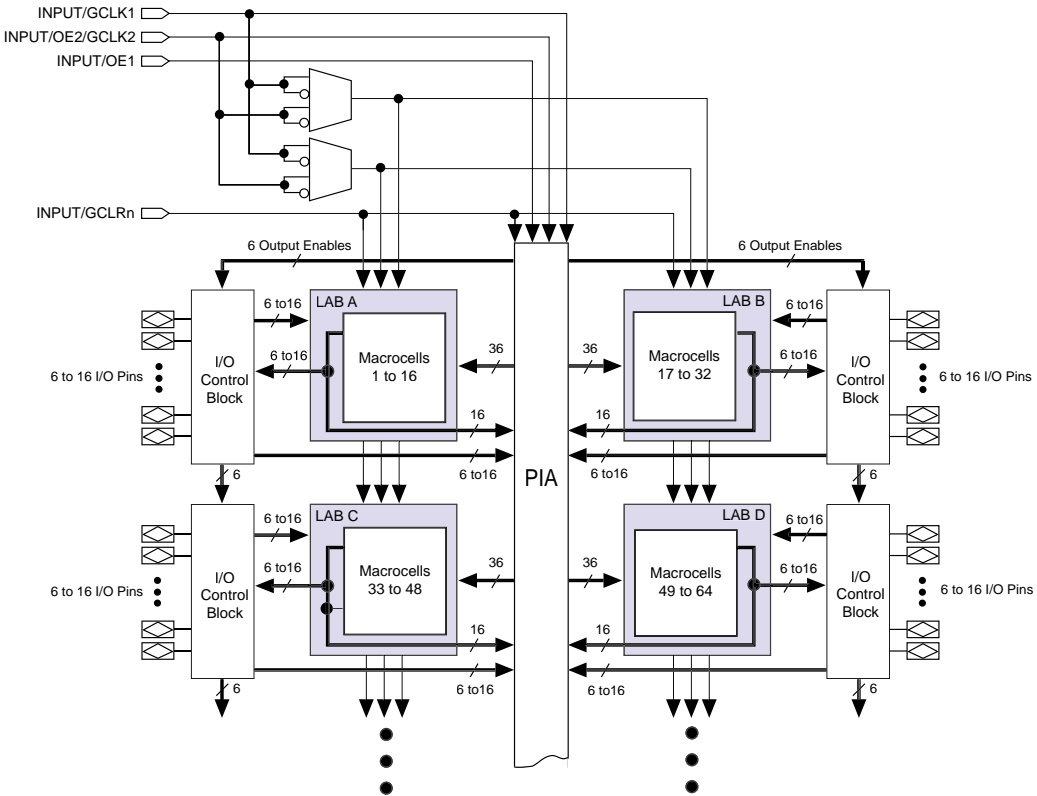 INPUT/GCLK1
INPUT/OE2/GCLK2
INPUT/OE1
INPUT/GCLRn
6 Output Enables
6 Output Enables
LAB A
LAB B
6 to16
6 to16
I/O
Control
Block
6 to16
Macrocells
1 to 16
36
36
Macrocells
17 to 32
6 to16
I/O
Control
Block
6 to 16 I/O Pins
6 to 16 I/O Pins
16
16
6 to16
6 to16
PIA
6
6
LAB C
LAB D
6 to16
6 to16
I/O
Control
Block
6 to16
Macrocells
33 to 48
36
36
Macrocells
49 to 64
6 to16
I/O
Control
Block
6 to 16 I/O Pins
6 to 16 I/O Pins
16
16
6 to16
6 to16
6
6